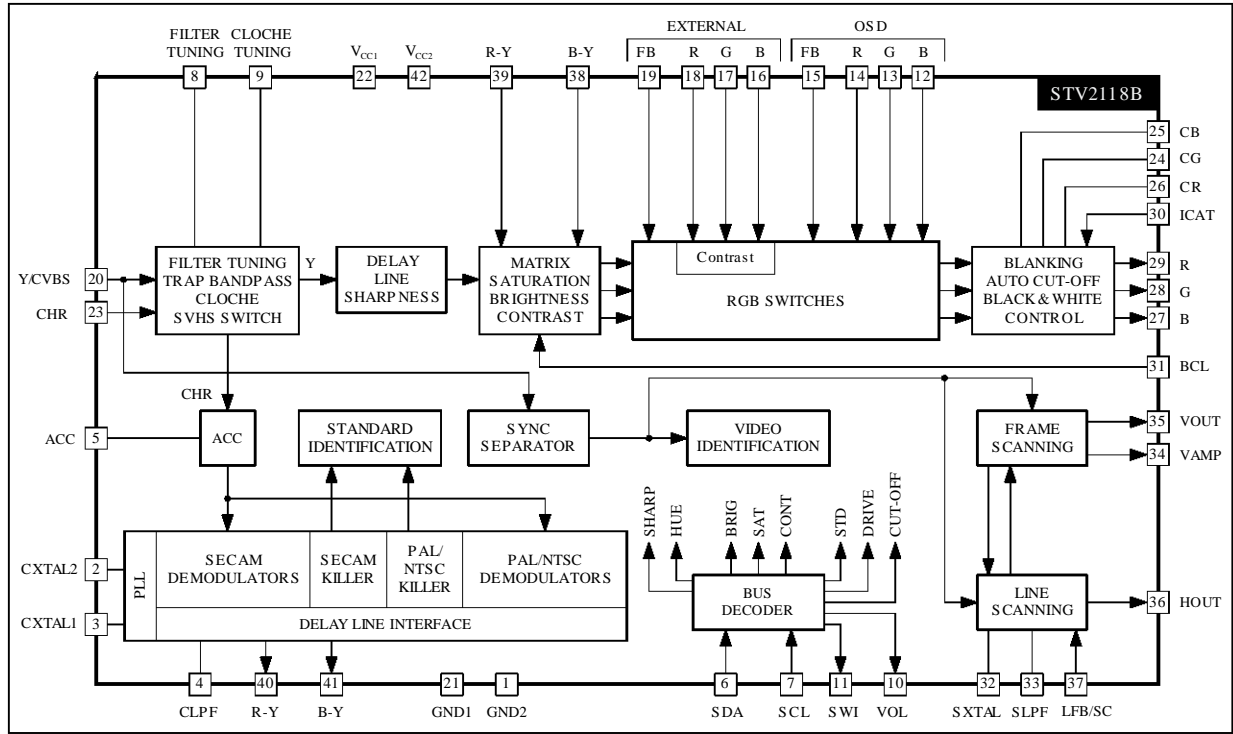 FILTER TUNING
CLOCHE TUNING
VCC1
VCC2
R-Y
B-Y
EXTERNAL
FB R G B
OSD
FB R G B
8 9 22 42 39 38 19 18 17 16 15 14 13 12
STV2118B
25 CB
24 CG
26 CR
30 ICAT
29 R
28 G
27 B
31 BCL
Y/CVBS 20
CHR 23
FILTER TUNING
TRAP BANDPASS
CLOCHE
SVHS SWITCH
Y
DELAY
LINE
SHARPNESS
MATRIX
SATURATION
BRIGHTNESS
CONTRAST
Contrast
RGB SWITCHES
BLANKING
AUTO CUT-OFF
BLACK & WHITE
CONTROL
CHR
ACC 5
ACC
STANDARD
IDENTIFICATION
SYNC
SEPARATOR
VIDEO
IDENTIFICATION
FRAME
SCANNING
35 VOUT
34 VAMP
SHARP
HUE
BRIG
SAT
CONT
STD
DRIVE
CUT-OFF
CXTAL2 2
CXTAL1 3
PLL
SECAM
DEMODULATORS
SECAM
KILLER
PAL/
NTSC
KILLER
PAL/NTSC
DEMODULATORS
DELAY LINE INTERFACE
BUS
DECODER
LINE
SCANNING
36 HOUT
4 40 41 21 1 6 7 11 10 32 33 37
CLPF R-Y B-Y GND1 GND2 SDA SCL SWI VOL SXTAL SLPF LFB/SC